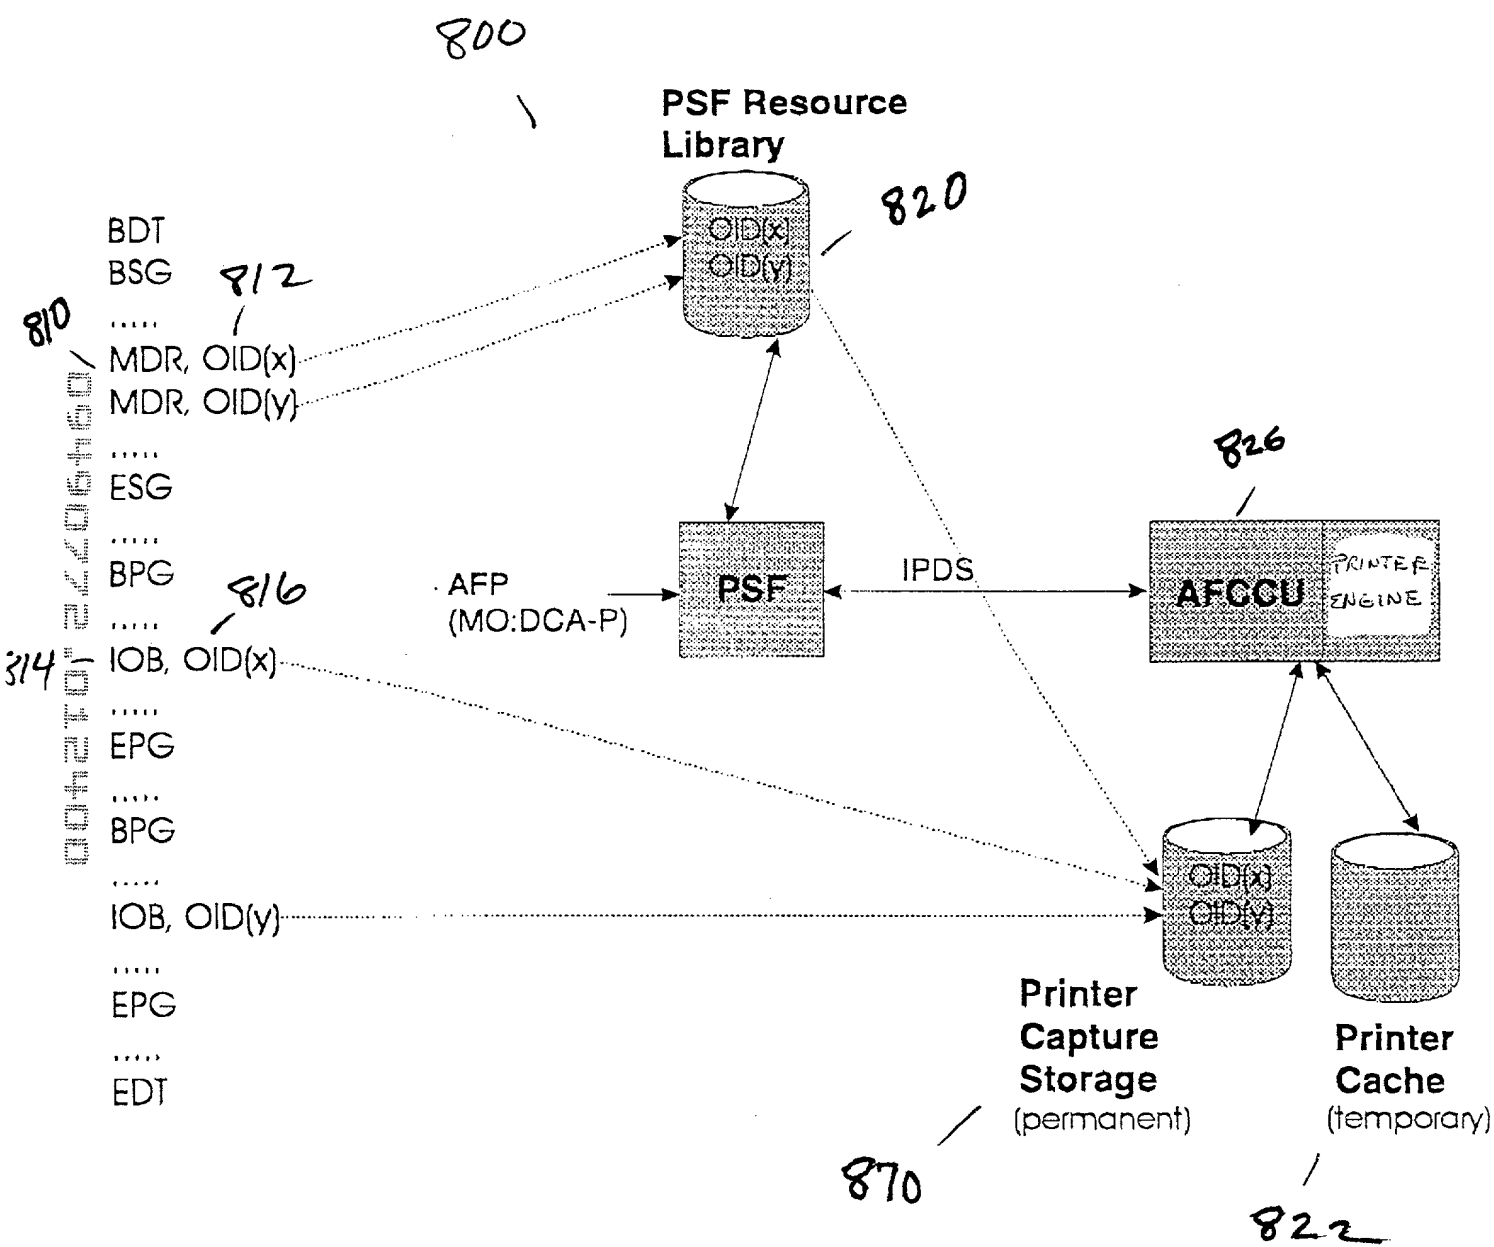 800
PSF Resource
Library
820
OID(x)
OID(y)
BDT
BSG
812
.....
810
MDR, OID(x)
MDR, OID(y)
.....
ESG
.....
BPG
816
.....
314
IOB, OID(x)
.....
EPG
.....
BPG
.....
IOB, OID(y)
.....
EPG
.....
EDT
AFP
(MO:DCA-P)
PSF
IPDS
826
AFCCU
PRINTER
ENGINE
OID(x)
OID(y)
Printer
Capture
Storage
(permanent)
870
Printer
Cache
(temporary)
822